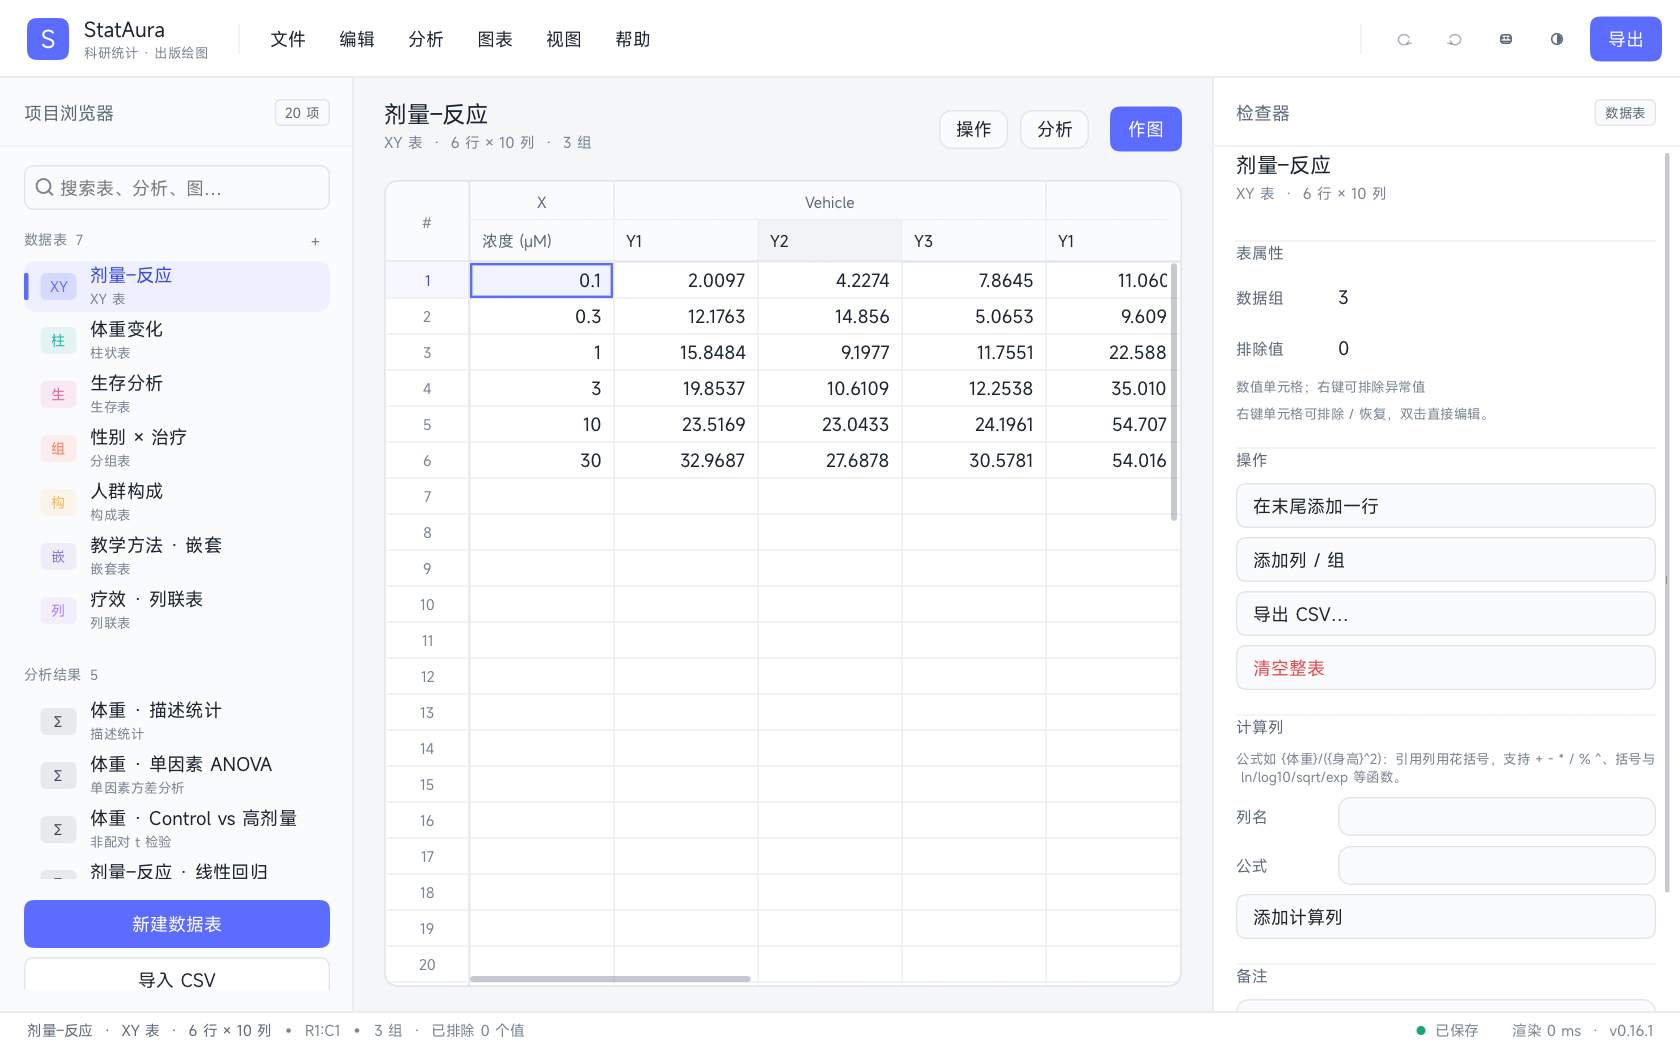 S
StatAura
科研统计 · 出版绘图
文件 编辑 分析 图表 视图 帮助
导出
项目浏览器
20 项
搜索表、分析、图…
数据表 7
+
XY
剂量–反应
XY 表
柱
体重变化
柱状表
生
生存分析
生存表
组
性别 × 治疗
分组表
构
人群构成
构成表
嵌
教学方法 · 嵌套
嵌套表
列
疗效 · 列联表
列联表
分析结果 5
Σ
体重 · 描述统计
描述统计
Σ
体重 · 单因素 ANOVA
单因素方差分析
Σ
体重 · Control vs 高剂量
非配对 t 检验
剂量–反应 · 线性回归
新建数据表
导入 CSV
剂量–反应
XY 表 · 6 行 × 10 列 · 3 组
操作
分析
作图
# X Vehicle
浓度 (μM) Y1 Y2 Y3 Y1
1 0.1 2.0097 4.2274 7.8645 11.060
2 0.3 12.1763 14.856 5.0653 9.609
3 1 15.8484 9.1977 11.7551 22.588
4 3 19.8537 10.6109 12.2538 35.010
5 10 23.5169 23.0433 24.1961 54.707
6 30 32.9687 27.6878 30.5781 54.016
7
8
9
10
11
12
13
14
15
16
17
18
19
20
检查器
数据表
剂量–反应
XY 表 · 6 行 × 10 列
表属性
数据组 3
排除值 0
数值单元格；右键可排除异常值
右键单元格可排除 / 恢复，双击直接编辑。
操作
在末尾添加一行
添加列 / 组
导出 CSV…
清空整表
计算列
公式如 {体重}/({身高}^2)：引用列用花括号，支持 + - * / % ^、括号与
ln/log10/sqrt/exp 等函数。
列名
公式
添加计算列
备注
剂量–反应 · XY 表 · 6 行 × 10 列 • R1:C1 • 3 组 · 已排除 0 个值
已保存 渲染 0 ms · v0.16.1